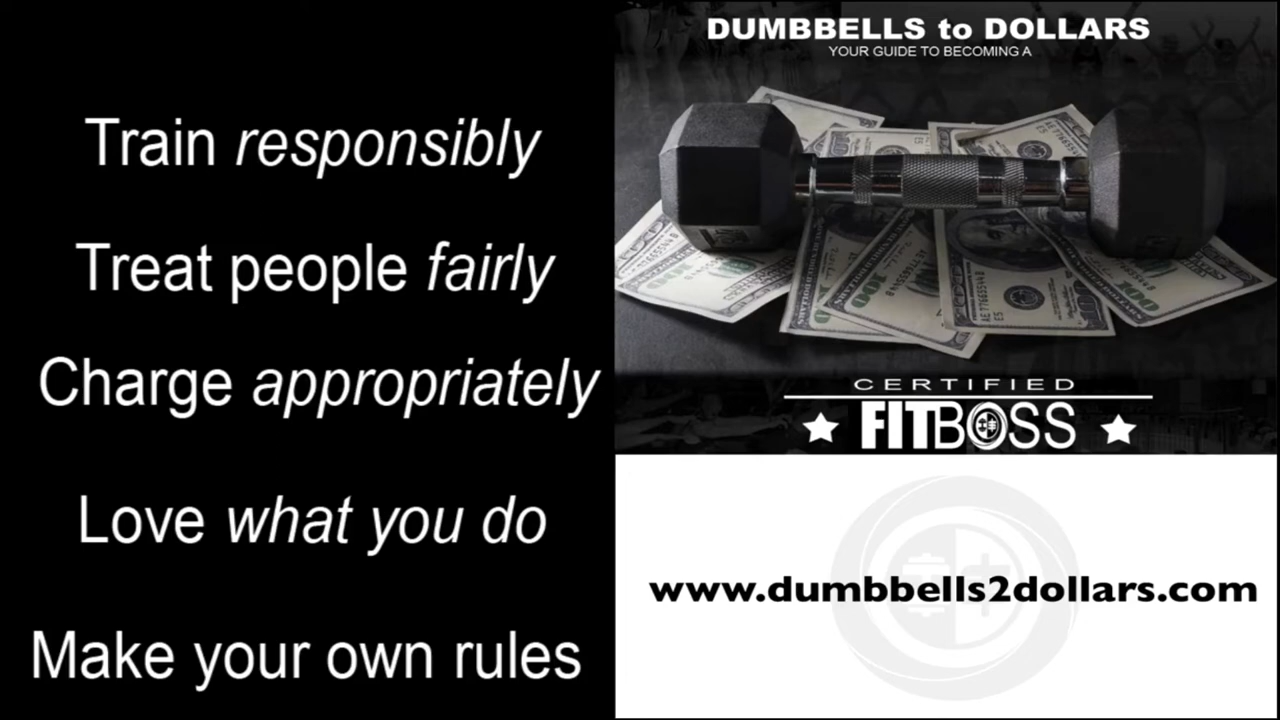 Train responsibly
Treat people fairly
Charge appropriately
Love what you do
Make your own rules
DUMBBELLS to DOLLARS
YOUR GUIDE TO BECOMING A
CERTIFIED
FITBOSS
www.dumbbells2dollars.com